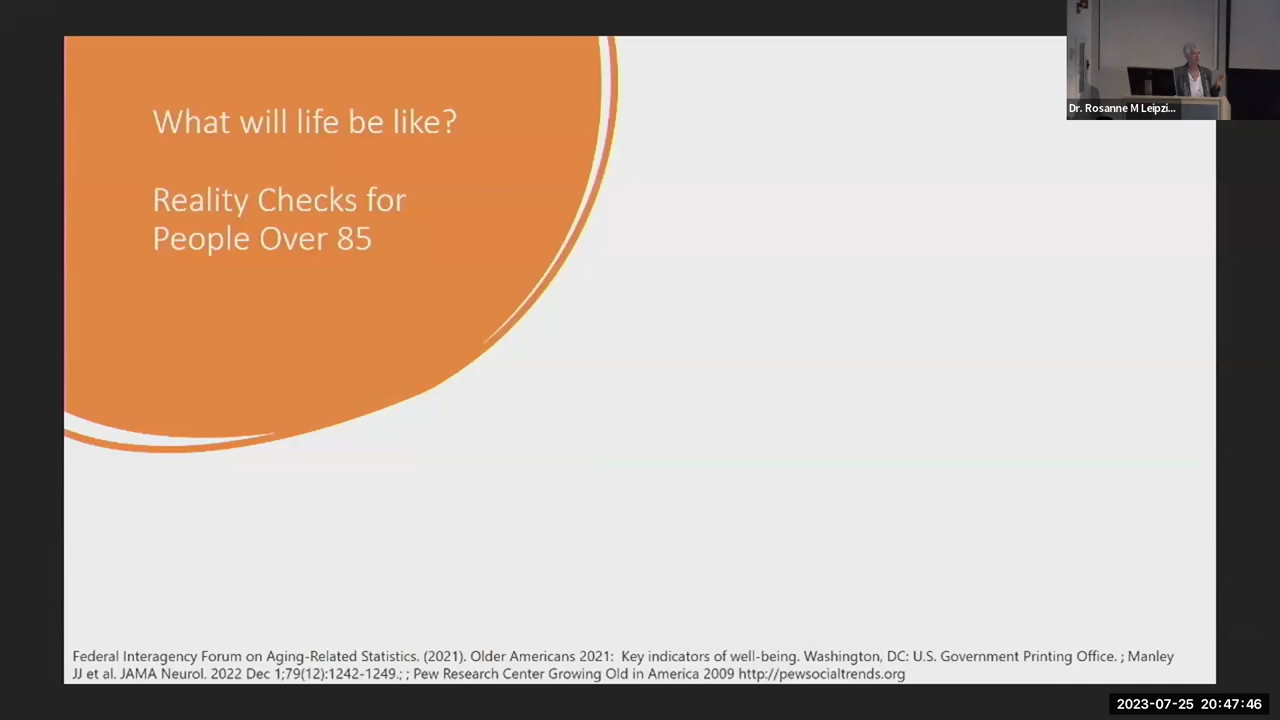 What will life be like?
Reality Checks for
People Over 85
Dr. Rosanne M Leipzi...
Federal Interagency Forum on Aging-Related Statistics. (2021). Older Americans 2021:  Key indicators of well-being. Washington, DC: U.S. Government Printing Office. ; Manley
JJ et al. JAMA Neurol. 2022 Dec 1;79(12):1242-1249.; ; Pew Research Center Growing Old in America 2009 http://pewsocialtrends.org
2023-07-25 20:47:46